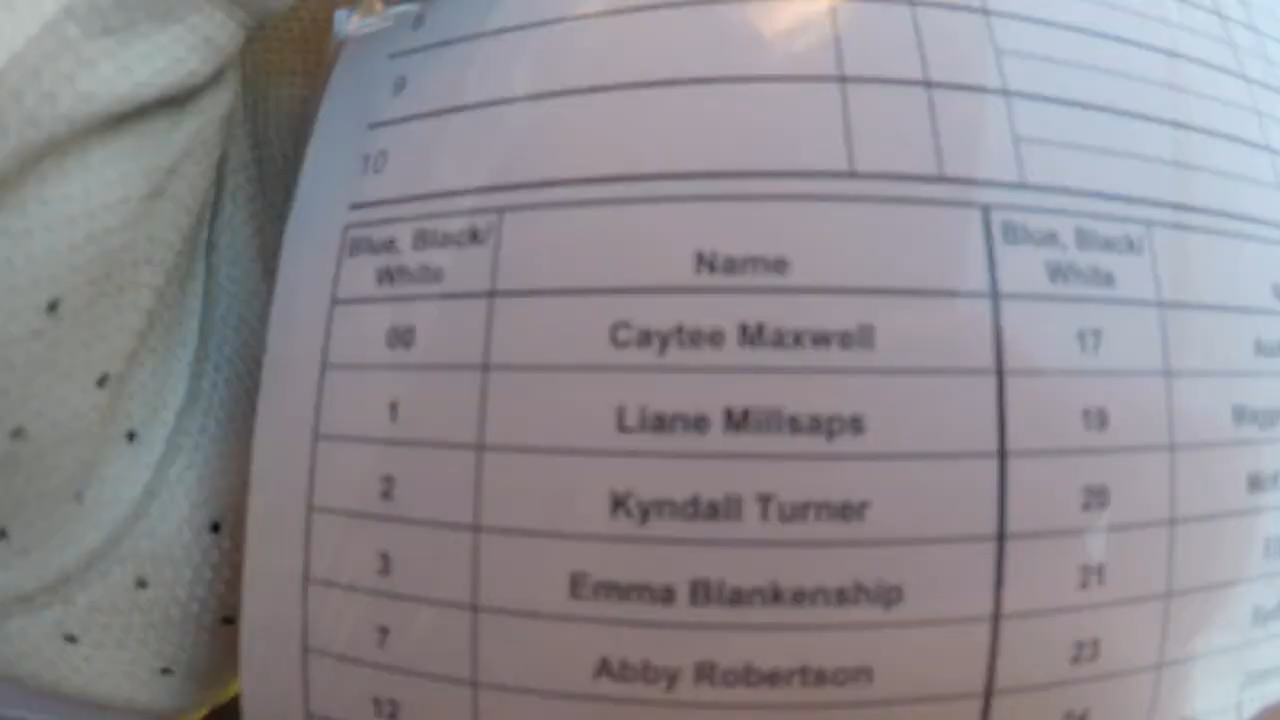 8
9
10
Blue, Black/ Name Blue, Black/
White White
00 Caytee Maxwell 17
1 Liane Millsaps 19
2 Kyndall Turner 20
3 Emma Blankenship 21
7 Abby Robertson 23
12